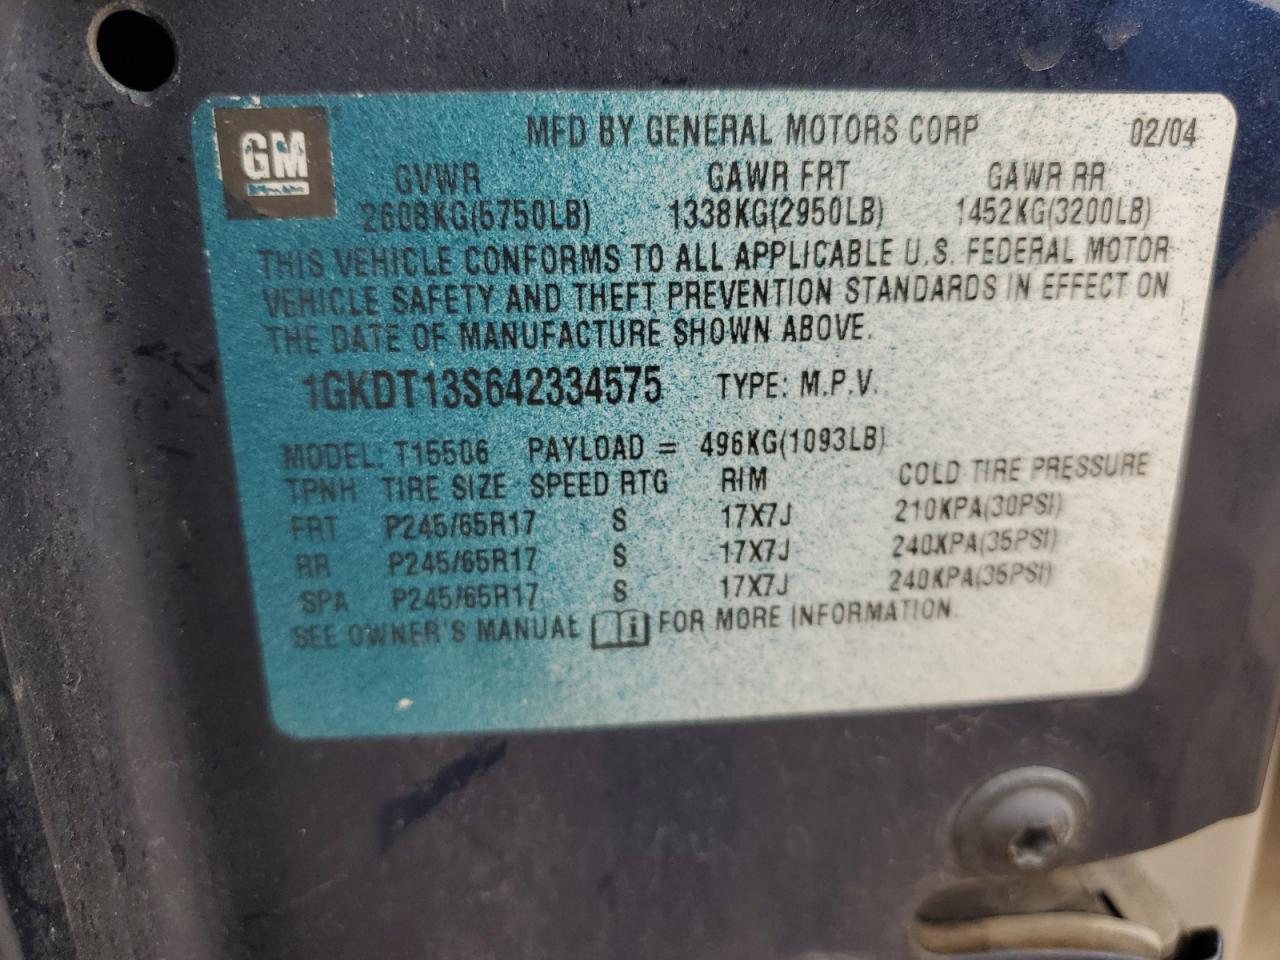 GM
MFD BY GENERAL MOTORS CORP 02/04
GVWR GAWR FRT GAWR RR
2608KG(5750LB) 1338KG(2950LB) 1452KG(3200LB)
THIS VEHICLE CONFORMS TO ALL APPLICABLE U.S. FEDERAL MOTOR
VEHICLE SAFETY AND THEFT PREVENTION STANDARDS IN EFFECT ON
THE DATE OF MANUFACTURE SHOWN ABOVE.
1GKDT13S642334575 TYPE: M.P.V.
MODEL: T15506 PAYLOAD = 496KG(1093LB)
TPNH TIRE SIZE SPEED RTG RIM COLD TIRE PRESSURE
FRT P245/65R17 S 17X7J 210KPA(30PSI)
RR P245/65R17 S 17X7J 240KPA(35PSI)
SPA P245/65R17 S 17X7J 240KPA(35PSI)
SEE OWNER'S MANUAL i FOR MORE INFORMATION.